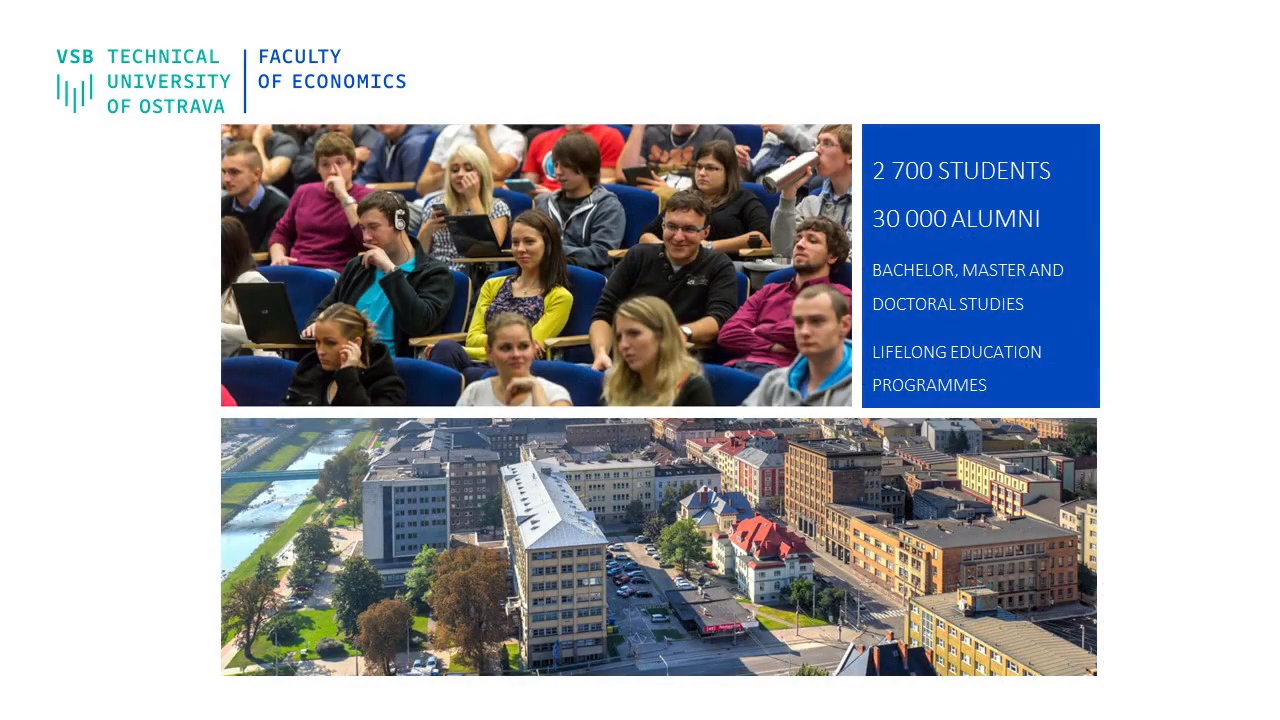 VSB TECHNICAL
UNIVERSITY
OF OSTRAVA
FACULTY
OF ECONOMICS
2 700 STUDENTS
30 000 ALUMNI
BACHELOR, MASTER AND
DOCTORAL STUDIES
LIFELONG EDUCATION
PROGRAMMES